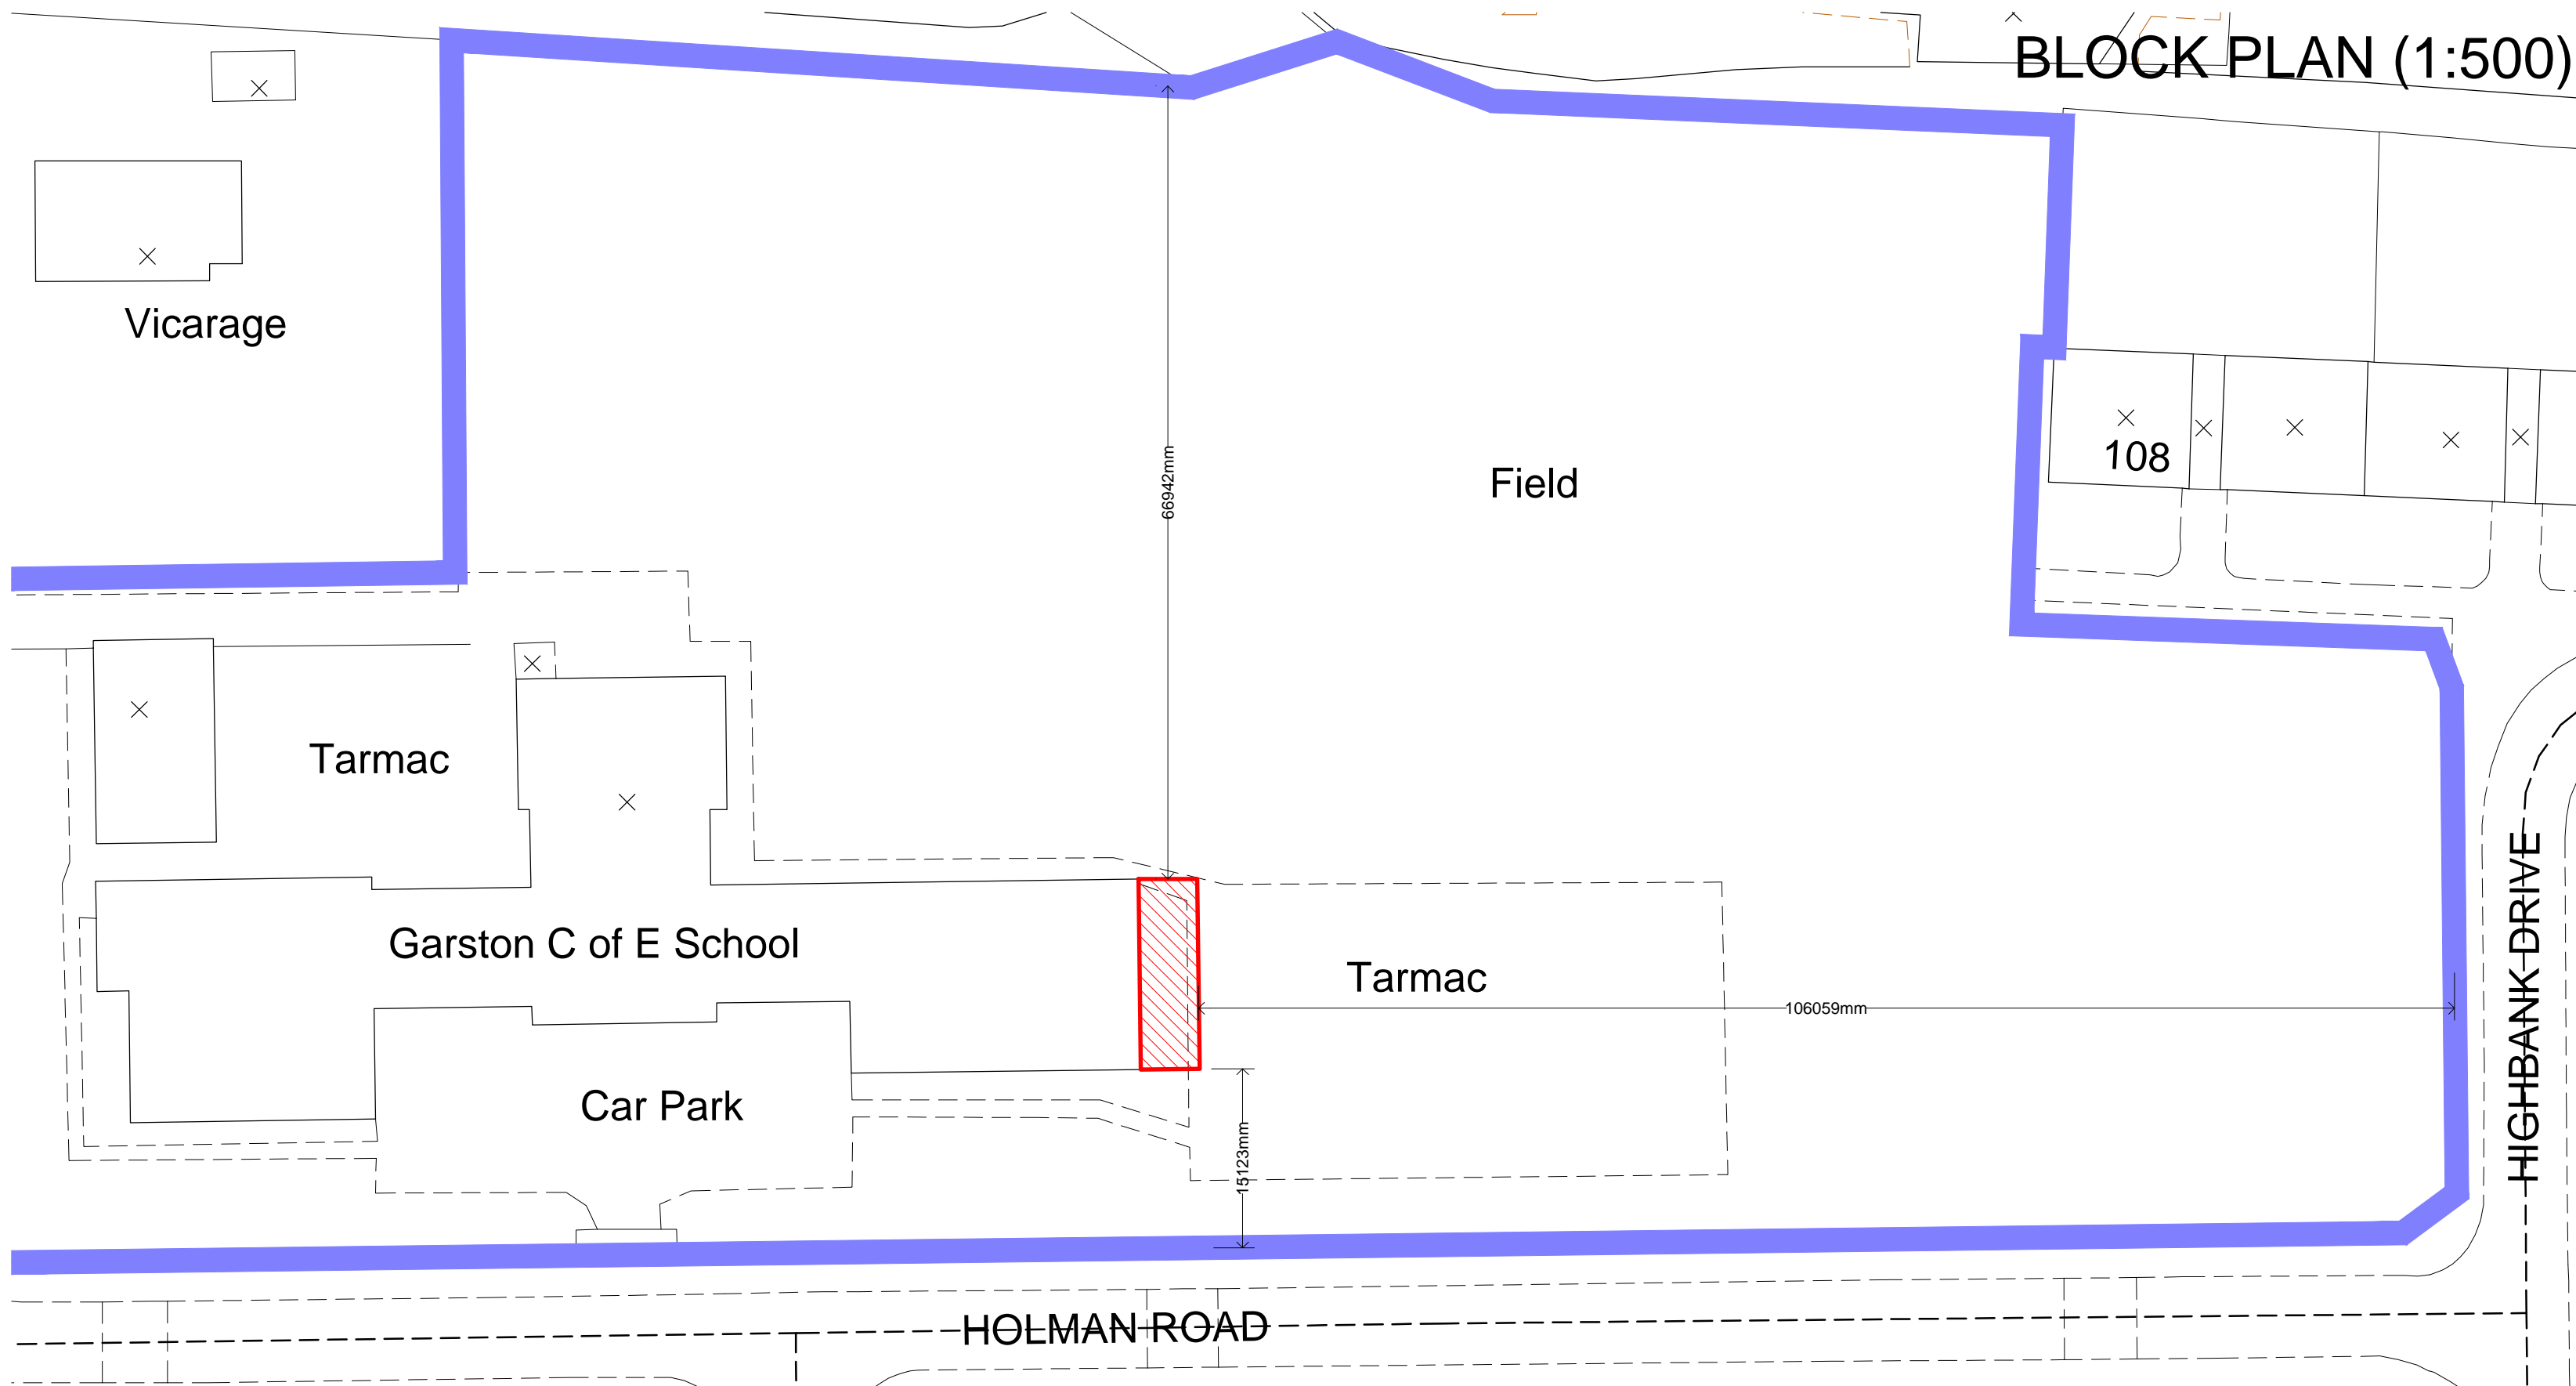 BLOCK PLAN (1:500)
Vicarage
66942mm
Field
108
Tarmac
Garston C of E School
Tarmac
106059mm
Car Park
15123mm
HIGHBANK DRIVE
HOLMAN ROAD